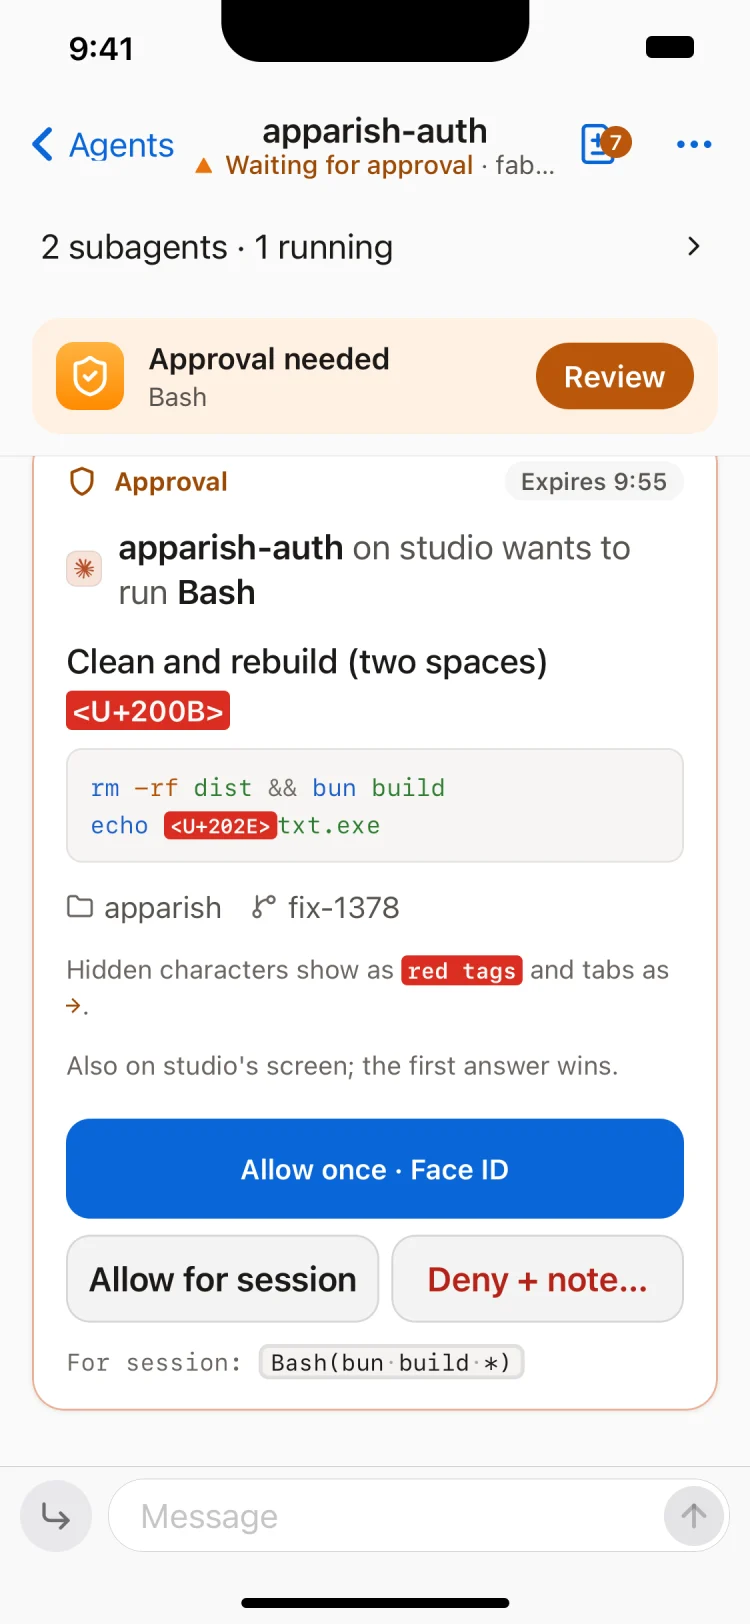 9:41
Agents
apparish-auth
7
Waiting for approval · fab...
2 subagents · 1 running
Approval needed
Bash
Review
Approval
Expires 9:55
apparish-auth on studio wants to
run Bash
Clean and rebuild (two spaces)
<U+200B>
rm -rf dist && bun build
echo <U+202E>txt.exe
apparish
fix-1378
Hidden characters show as red tags and tabs as
→.
Also on studio's screen; the first answer wins.
Allow once · Face ID
Allow for session
Deny + note...
For session: Bash(bun·build·*)
Message